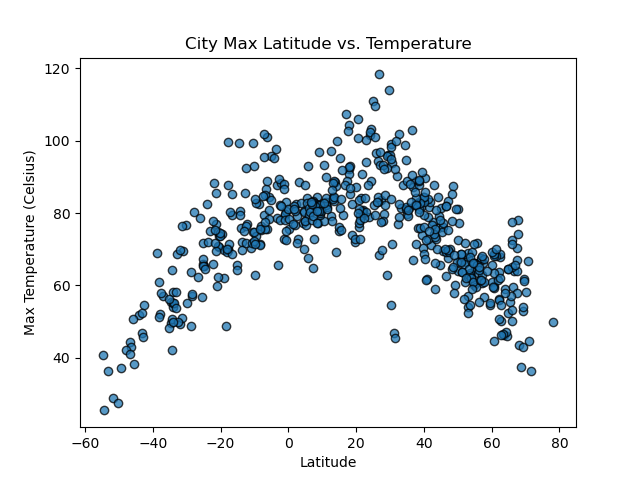 City Max Latitude vs. Temperature
120
100
80
60
40
Max Temperature (Celsius)
−60 −40 −20 0 20 40 60 80
Latitude